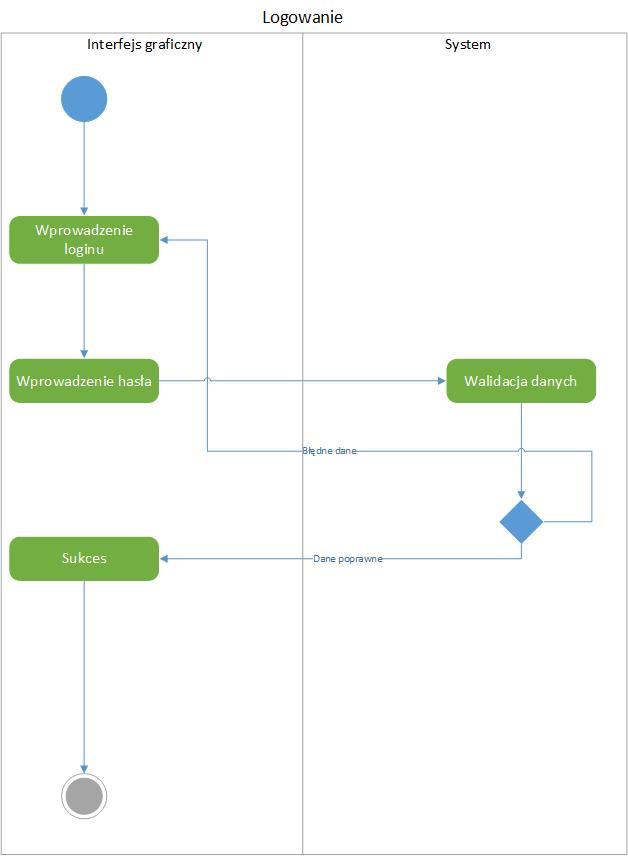 Logowanie
Interfejs graficzny
System
Wprowadzenie
loginu
Wprowadzenie hasła
Walidacja danych
Błędne dane
Sukces
Dane poprawne